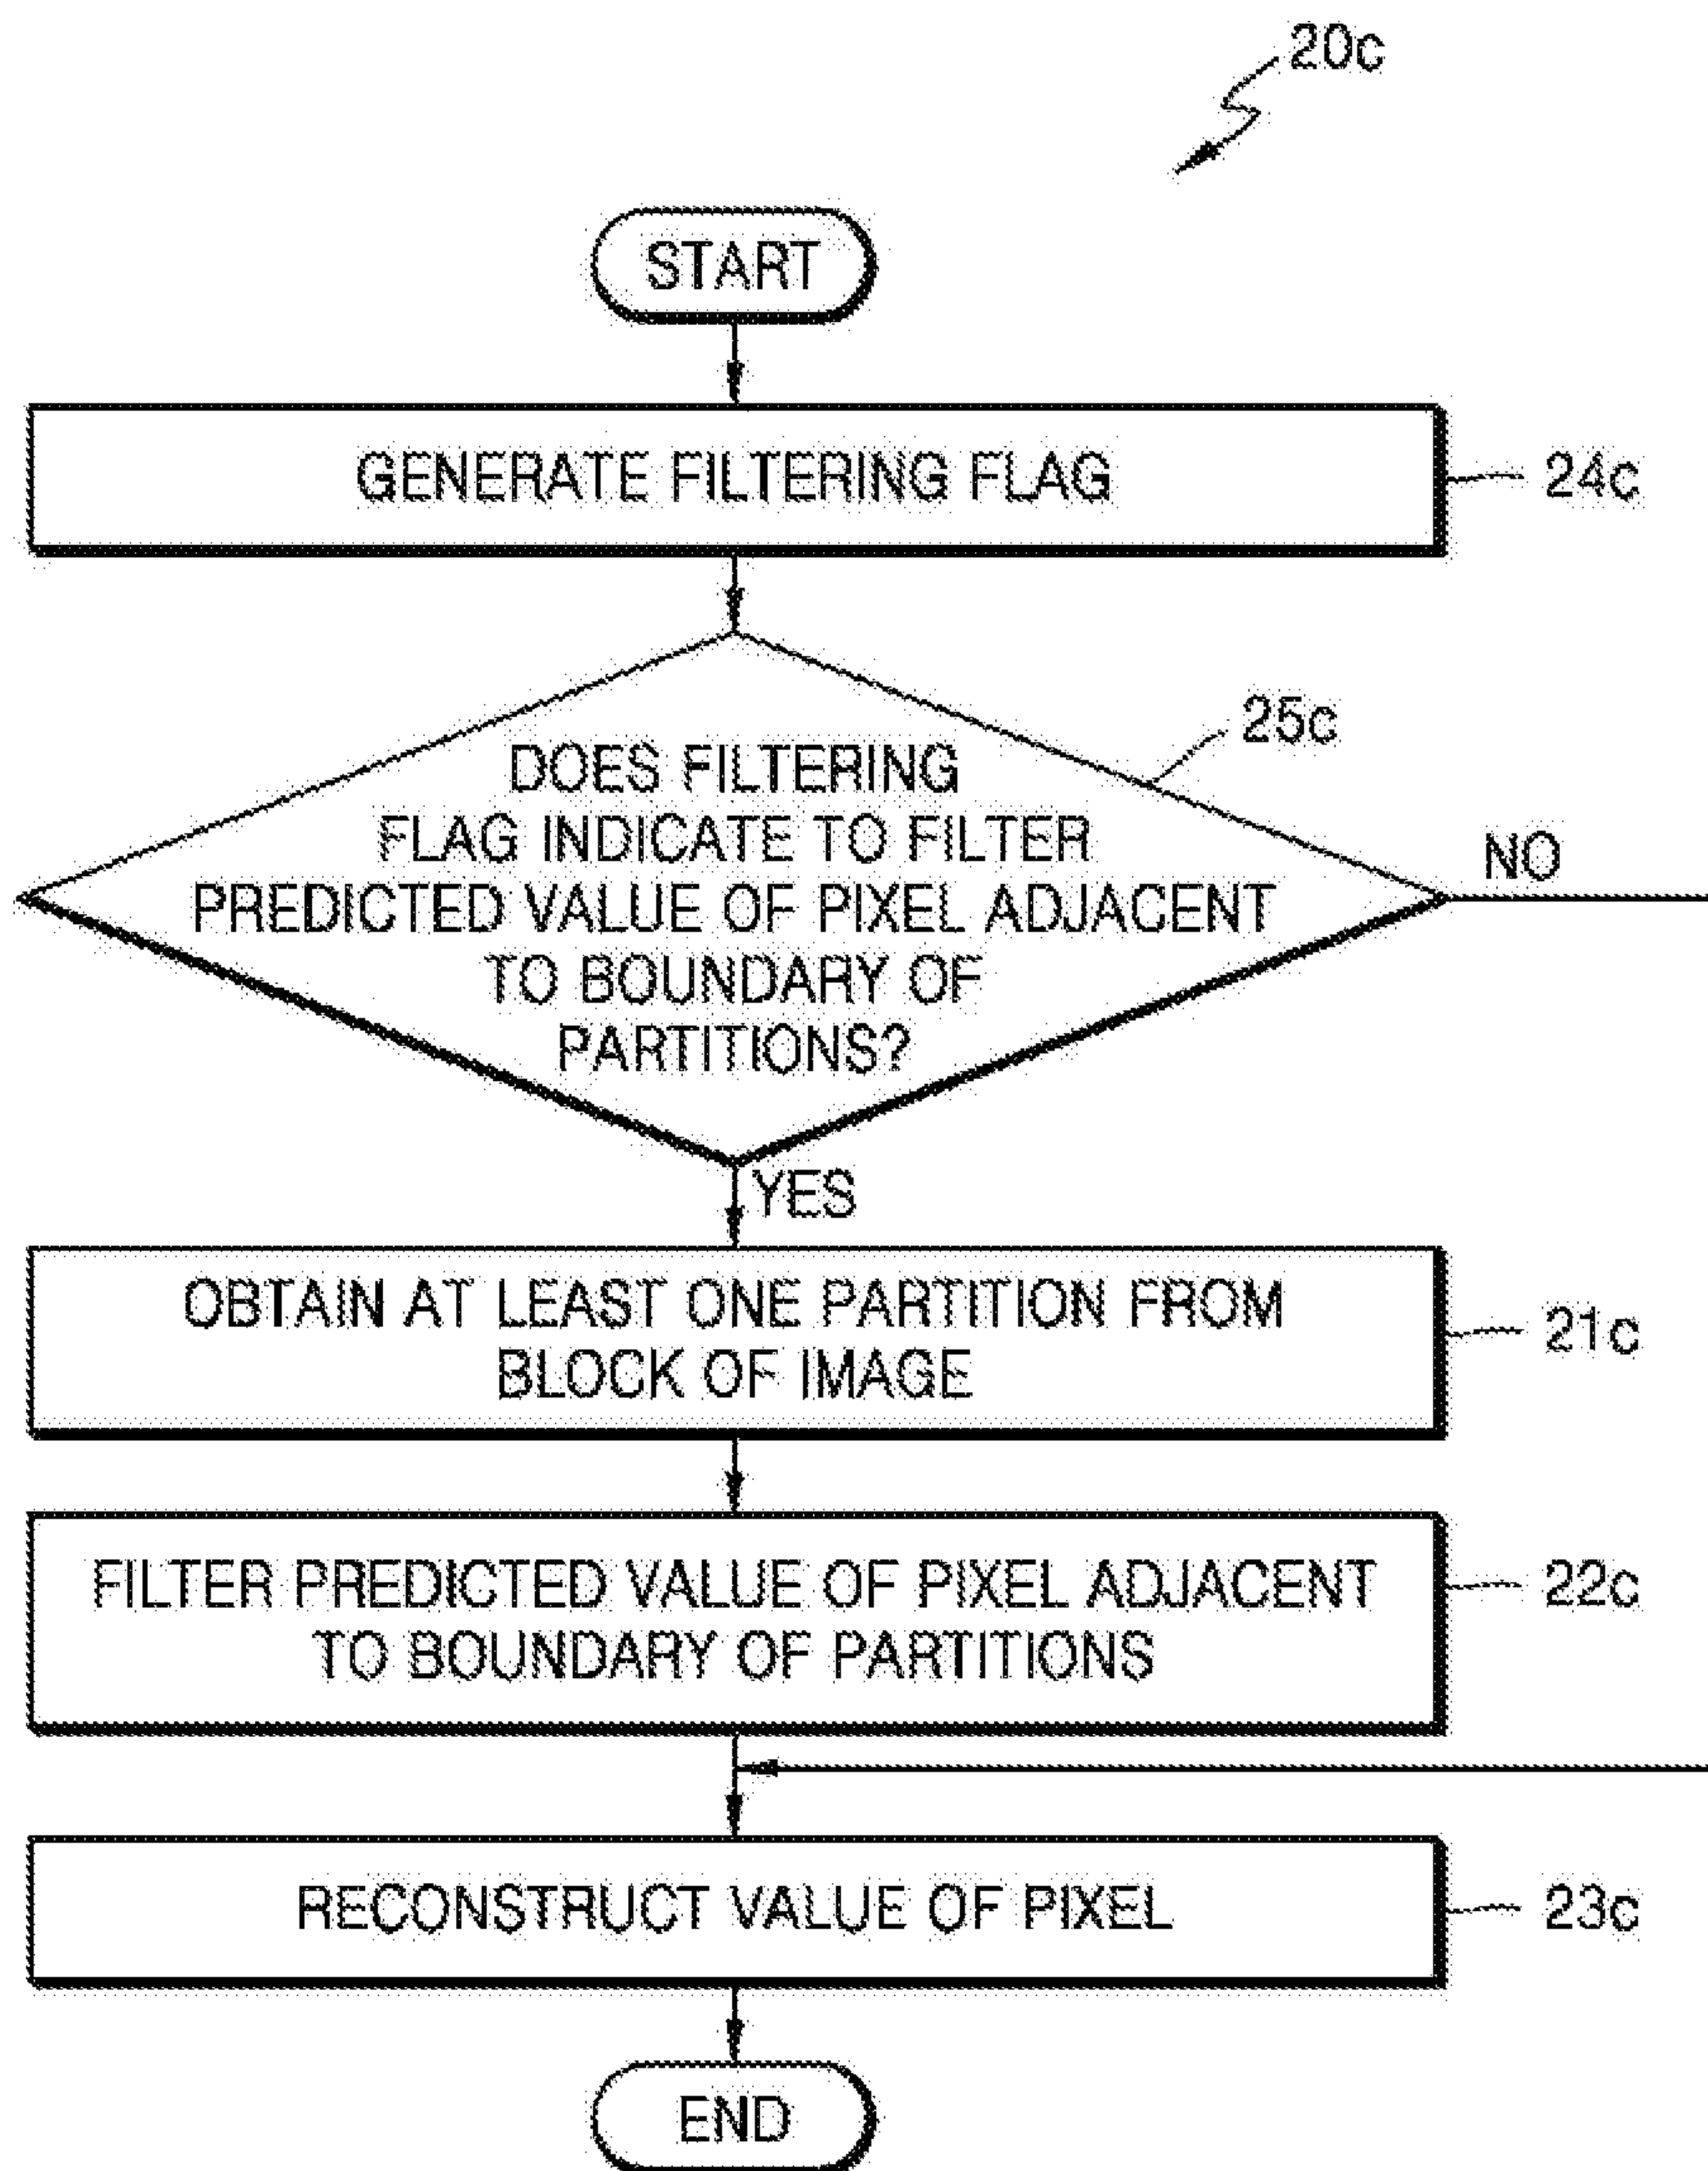 20c
START
GENERATE FILTERING FLAG
24c
25c
DOES FILTERING
FLAG INDICATE TO FILTER
PREDICTED VALUE OF PIXEL ADJACENT
TO BOUNDARY OF
PARTITIONS?
NO
YES
OBTAIN AT LEAST ONE PARTITION FROM
BLOCK OF IMAGE
21c
FILTER PREDICTED VALUE OF PIXEL ADJACENT
TO BOUNDARY OF PARTITIONS
22c
RECONSTRUCT VALUE OF PIXEL
23c
END